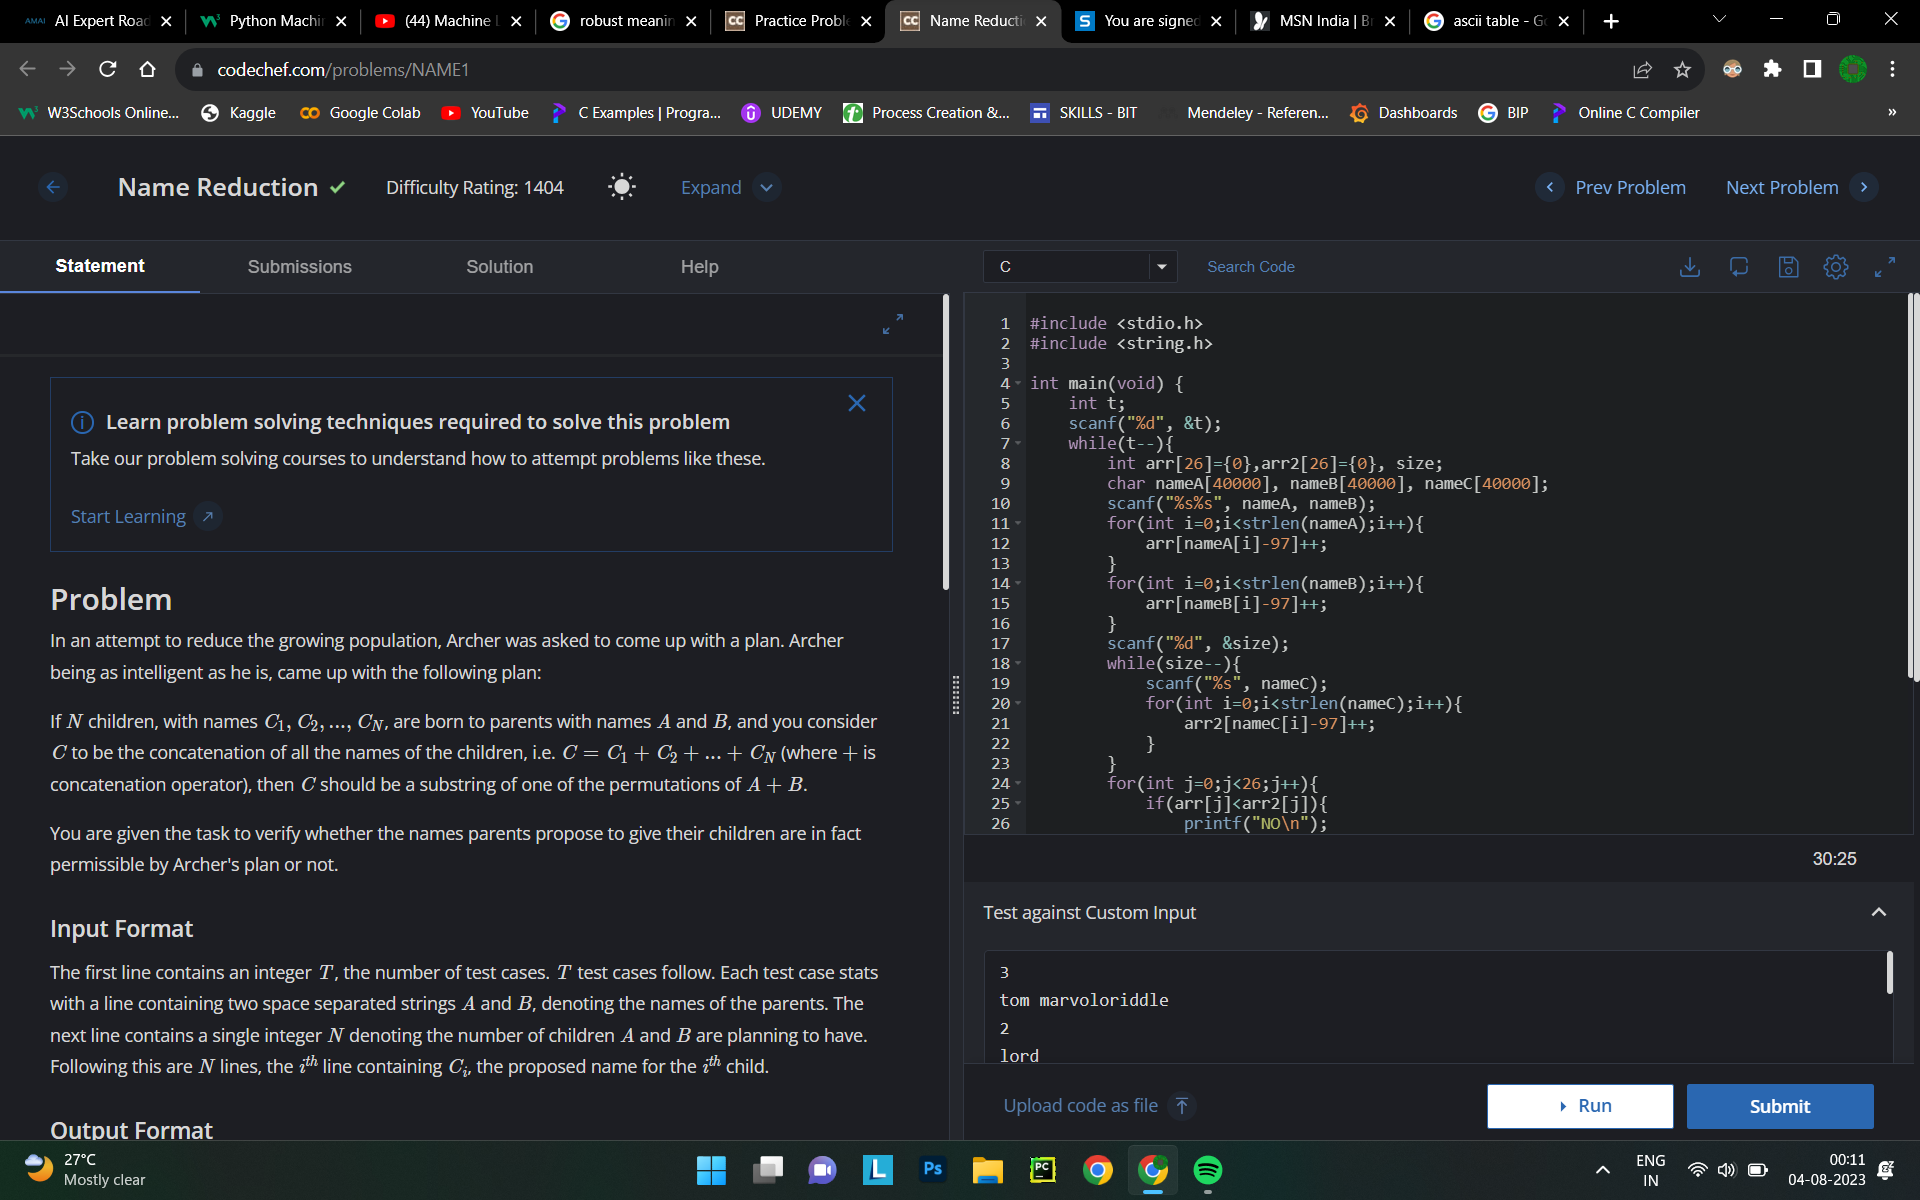 AMAI AI Expert Road
Python Machin
(44) Machine L
robust meanin
CC Practice Proble
CC Name Reducti
S You are signed
MSN India | B
ascii table - G
codechef.com/problems/NAME1
W3Schools Online...
Kaggle
Google Colab
YouTube
C Examples | Progra...
UDEMY
Process Creation &...
SKILLS - BIT
Mendeley - Referen...
Dashboards
BIP
Online C Compiler
»
Name Reduction
Difficulty Rating: 1404
Expand
Prev Problem
Next Problem
Statement
Submissions
Solution
Help
C
Search Code
Learn problem solving techniques required to solve this problem
Take our problem solving courses to understand how to attempt problems like these.
Start Learning
Problem
In an attempt to reduce the growing population, Archer was asked to come up with a plan. Archer
being as intelligent as he is, came up with the following plan:
If N children, with names C₁, C₂, ..., C_N, are born to parents with names A and B, and you consider
C to be the concatenation of all the names of the children, i.e. C = C₁ + C₂ + ... + C_N (where + is
concatenation operator), then C should be a substring of one of the permutations of A + B.
You are given the task to verify whether the names parents propose to give their children are in fact
permissible by Archer's plan or not.
Input Format
The first line contains an integer T, the number of test cases. T test cases follow. Each test case stats
with a line containing two space separated strings A and B, denoting the names of the parents. The
next line contains a single integer N denoting the number of children A and B are planning to have.
Following this are N lines, the i^th line containing C_i, the proposed name for the i^th child.
Output Format
1 #include <stdio.h>
2 #include <string.h>
3
4 int main(void) {
5 int t;
6 scanf("%d", &t);
7 while(t--){
8 int arr[26]={0},arr2[26]={0}, size;
9 char nameA[40000], nameB[40000], nameC[40000];
10 scanf("%s%s", nameA, nameB);
11 for(int i=0;i<strlen(nameA);i++){
12 arr[nameA[i]-97]++;
13 }
14 for(int i=0;i<strlen(nameB);i++){
15 arr[nameB[i]-97]++;
16 }
17 scanf("%d", &size);
18 while(size--){
19 scanf("%s", nameC);
20 for(int i=0;i<strlen(nameC);i++){
21 arr2[nameC[i]-97]++;
22 }
23 }
24 for(int j=0;j<26;j++){
25 if(arr[j]<arr2[j]){
26 printf("NO\n");
30:25
Test against Custom Input
3
tom marvoloriddle
2
lord
Upload code as file
Run
Submit
27°C
Mostly clear
L
Ps
PC
ENG
IN
00:11
04-08-2023